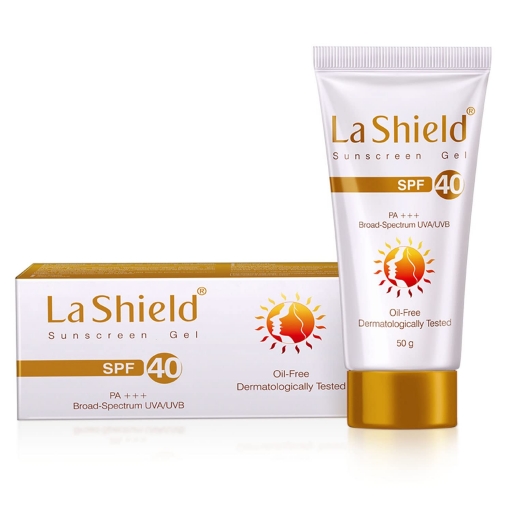 La Shield®
Sunscreen Gel
SPF 40
PA +++
Broad-Spectrum UVA/UVB
Oil-Free
Dermatologically Tested
50 g
La Shield®
Sunscreen Gel
SPF 40
PA +++
Broad-Spectrum UVA/UVB
Oil-Free
Dermatologically Tested